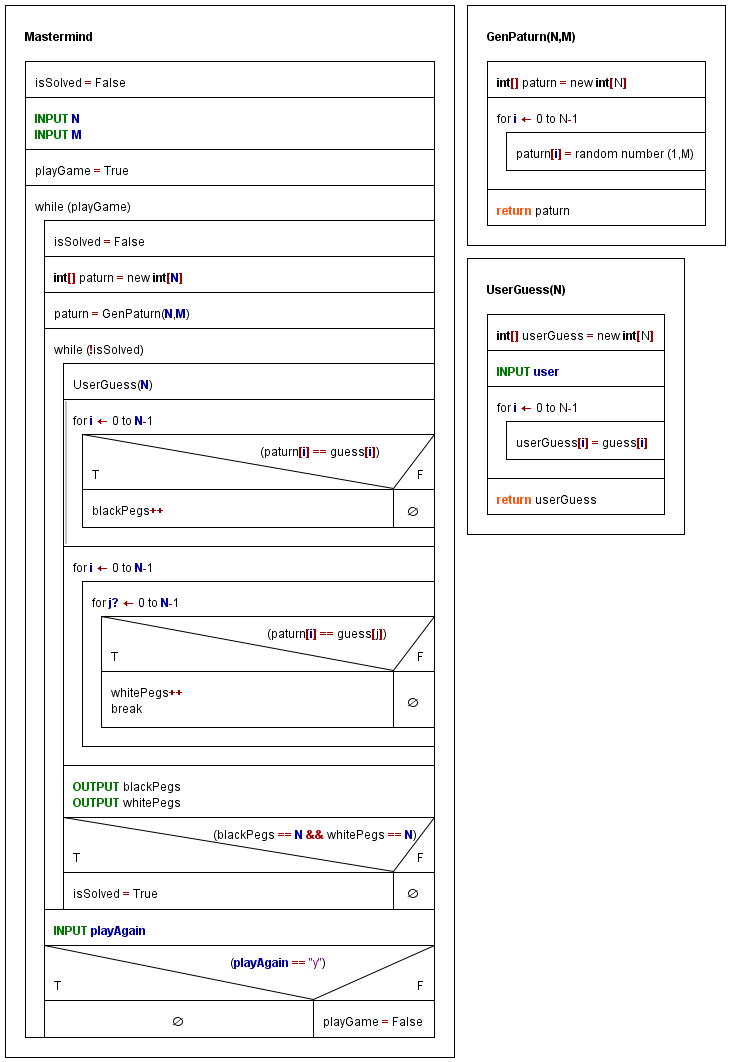 Mastermind
isSolved = False
INPUT N
INPUT M
playGame = True
while (playGame)
isSolved = False
int[] paturn = new int[N]
paturn = GenPaturn(N,M)
while (!isSolved)
UserGuess(N)
for i ← 0 to N-1
(paturn[i] == guess[i])
T
F
blackPegs++
∅
for i ← 0 to N-1
for j? ← 0 to N-1
(paturn[i] == guess[j])
T
F
whitePegs++
break
∅
OUTPUT blackPegs
OUTPUT whitePegs
(blackPegs == N && whitePegs == N)
T
F
isSolved = True
∅
INPUT playAgain
(playAgain == "y")
T
F
∅
playGame = False
GenPaturn(N,M)
int[] paturn = new int[N]
for i ← 0 to N-1
paturn[i] = random number (1,M)
return paturn
UserGuess(N)
int[] userGuess = new int[N]
INPUT user
for i ← 0 to N-1
userGuess[i] = guess[i]
return userGuess